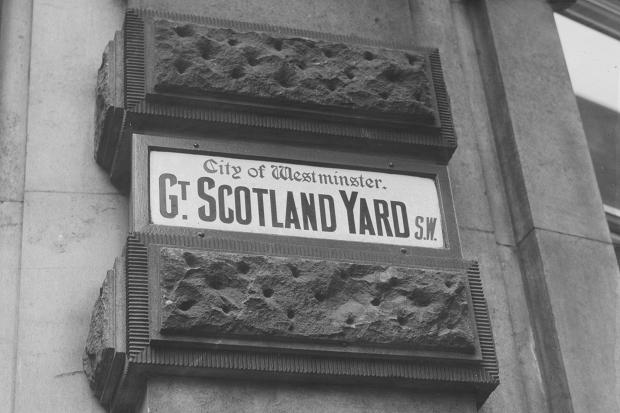 City of Westminster.
GT. SCOTLAND YARD S.W.